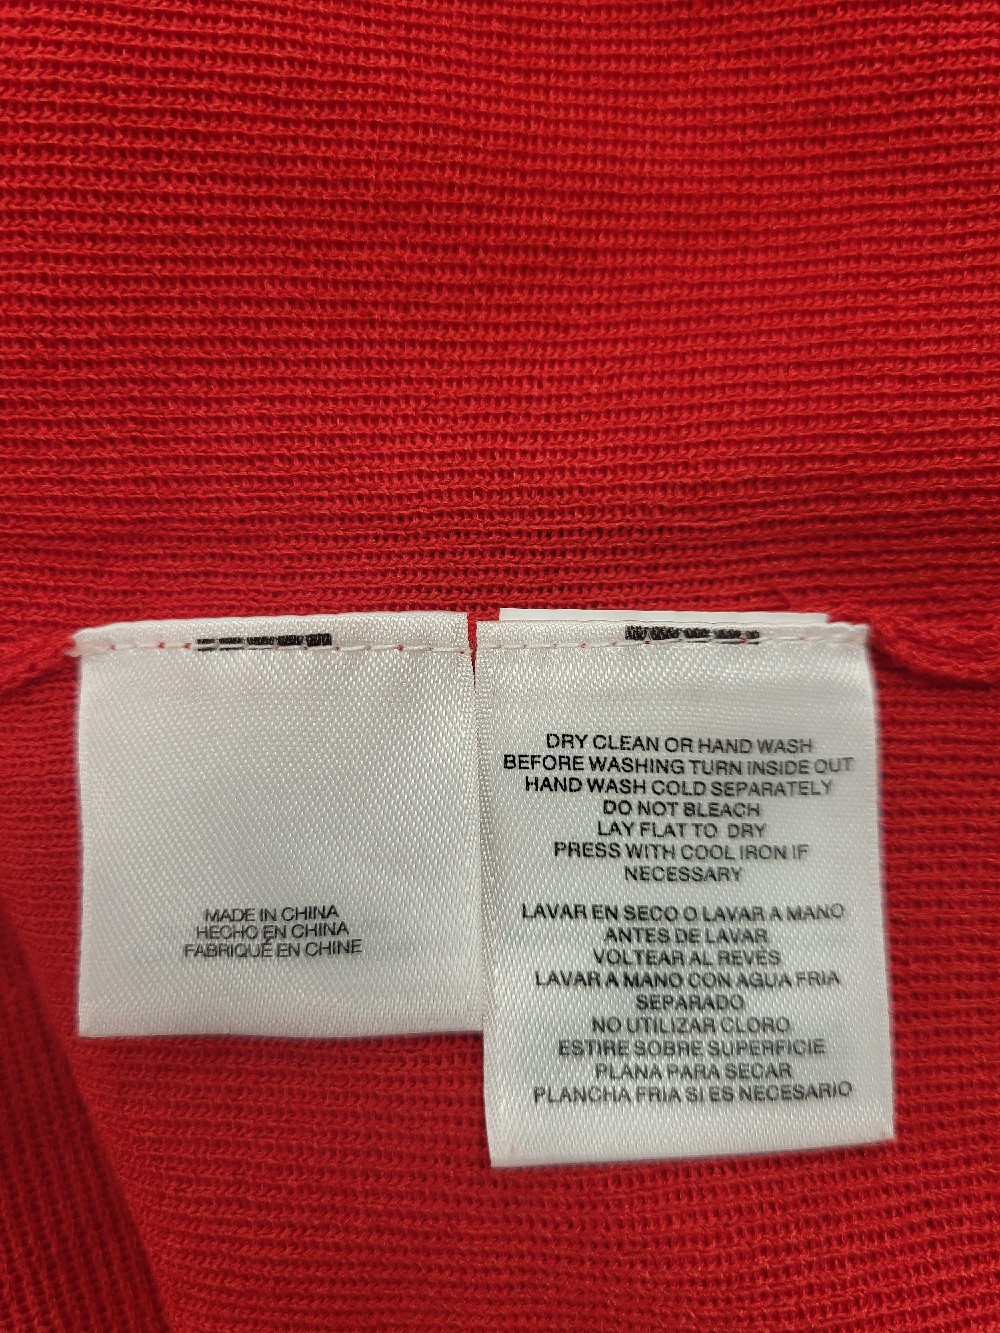 MADE IN CHINA
HECHO EN CHINA
FABRIQUÉ EN CHINE
DRY CLEAN OR HAND WASH
BEFORE WASHING TURN INSIDE OUT
HAND WASH COLD SEPARATELY
DO NOT BLEACH
LAY FLAT TO DRY
PRESS WITH COOL IRON IF
NECESSARY
LAVAR EN SECO O LAVAR A MANO
ANTES DE LAVAR
VOLTEAR AL REVES
LAVAR A MANO CON AGUA FRIA
SEPARADO
NO UTILIZAR CLORO
ESTIRE SOBRE SUPERFICIE
PLANA PARA SECAR
PLANCHA FRIA SI ES NECESARIO